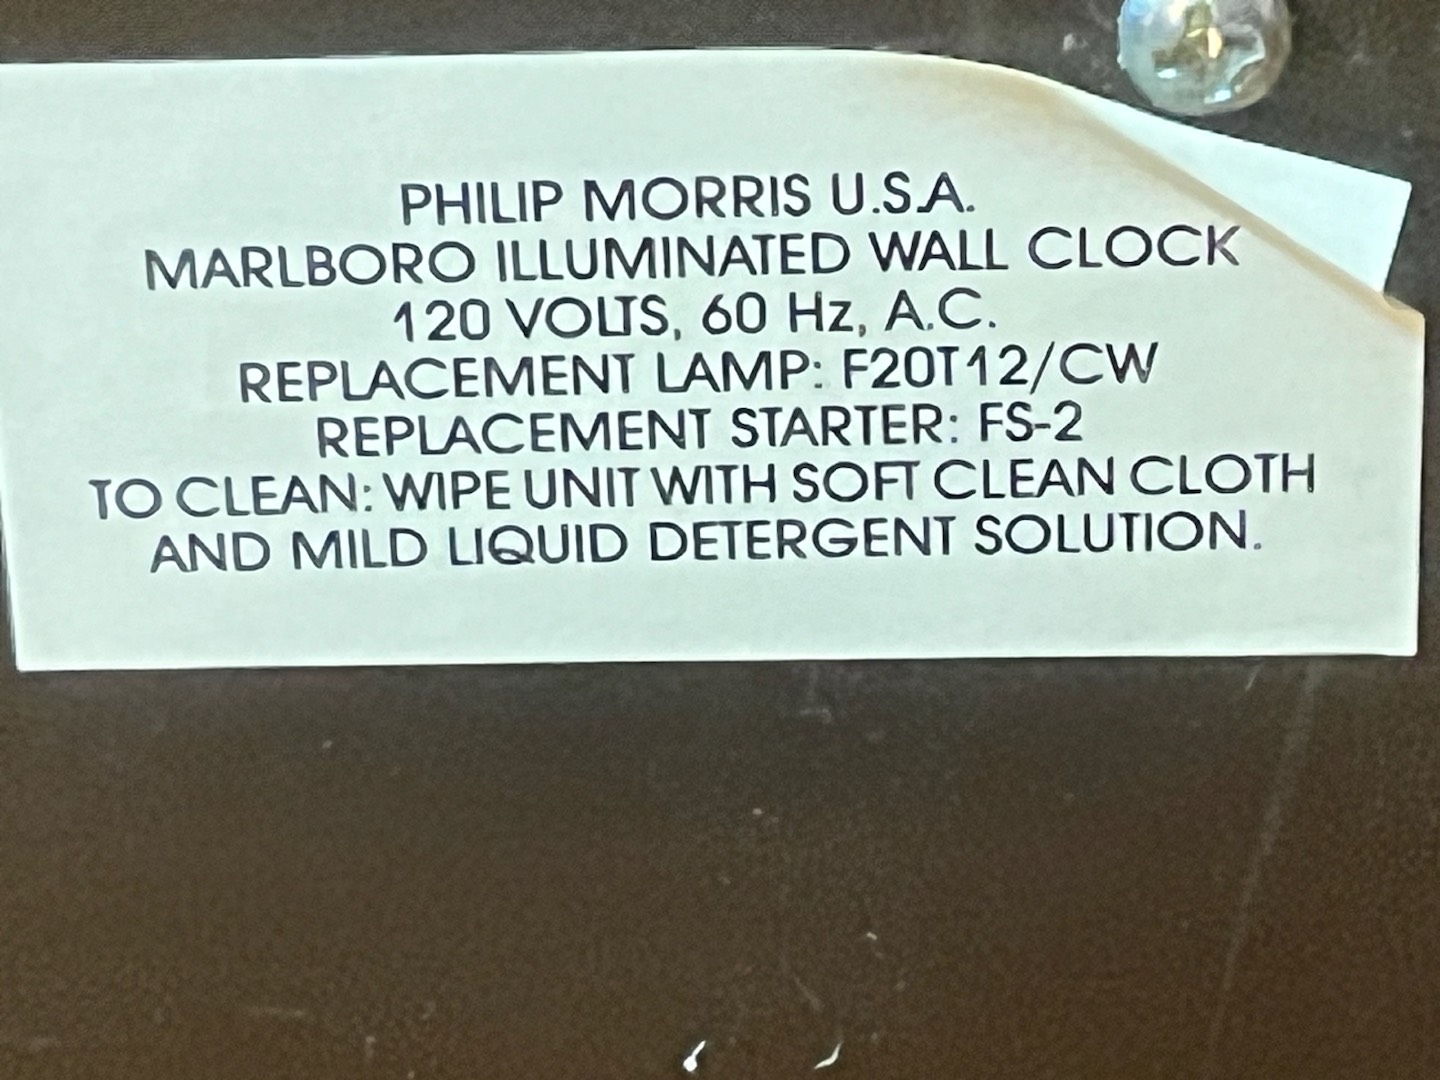 PHILIP MORRIS U.S.A.
MARLBORO ILLUMINATED WALL CLOCK
120 VOLTS, 60 Hz, A.C.
REPLACEMENT LAMP: F20T12/CW
REPLACEMENT STARTER: FS-2
TO CLEAN: WIPE UNIT WITH SOFT CLEAN CLOTH
AND MILD LIQUID DETERGENT SOLUTION.